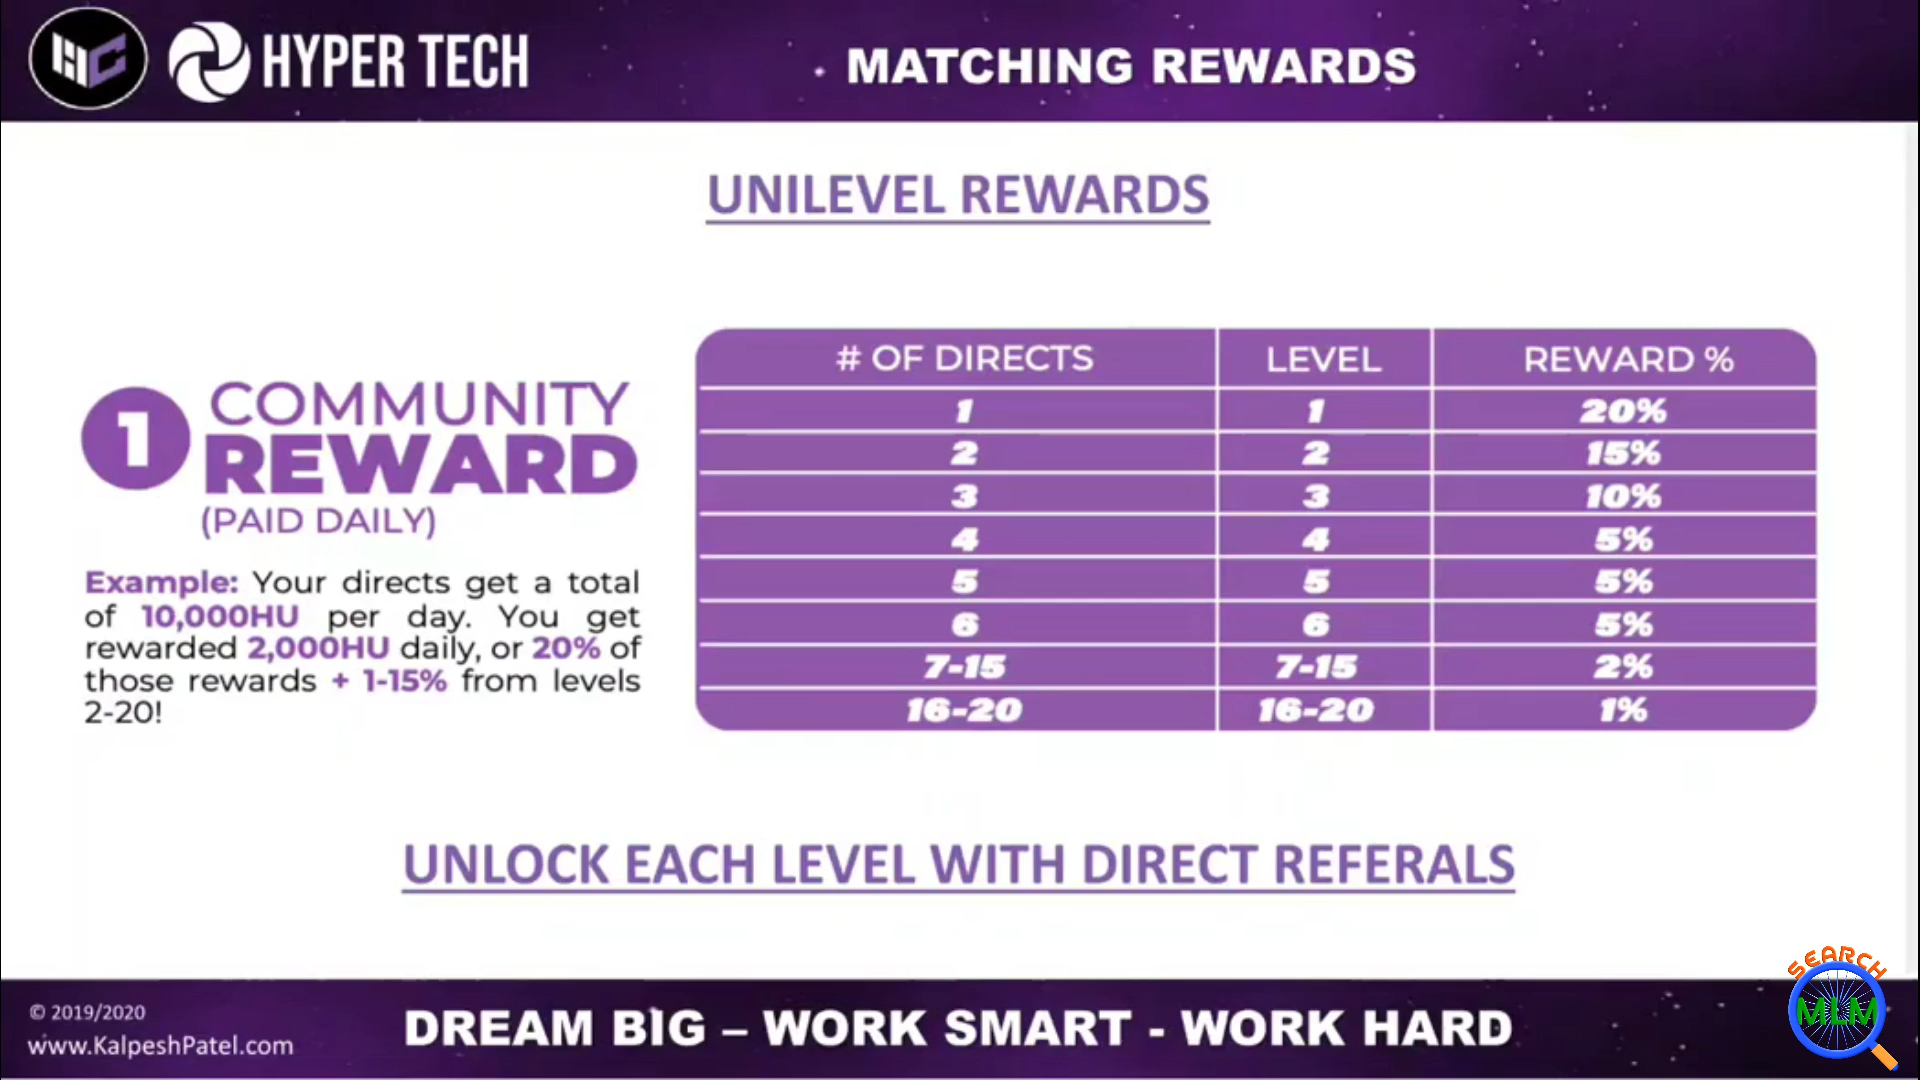 HC HYPER TECH
MATCHING REWARDS
UNILEVEL REWARDS
1 COMMUNITY
REWARD
(PAID DAILY)
Example: Your directs get a total
of 10,000HU per day. You get
rewarded 2,000HU daily, or 20% of
those rewards + 1-15% from levels
2-20!
# OF DIRECTS LEVEL REWARD %
1 1 20%
2 2 15%
3 3 10%
4 4 5%
5 5 5%
6 6 5%
7-15 7-15 2%
16-20 16-20 1%
UNLOCK EACH LEVEL WITH DIRECT REFERALS
© 2019/2020
www.KalpeshPatel.com
DREAM BIG – WORK SMART - WORK HARD
SEARCH
MLM